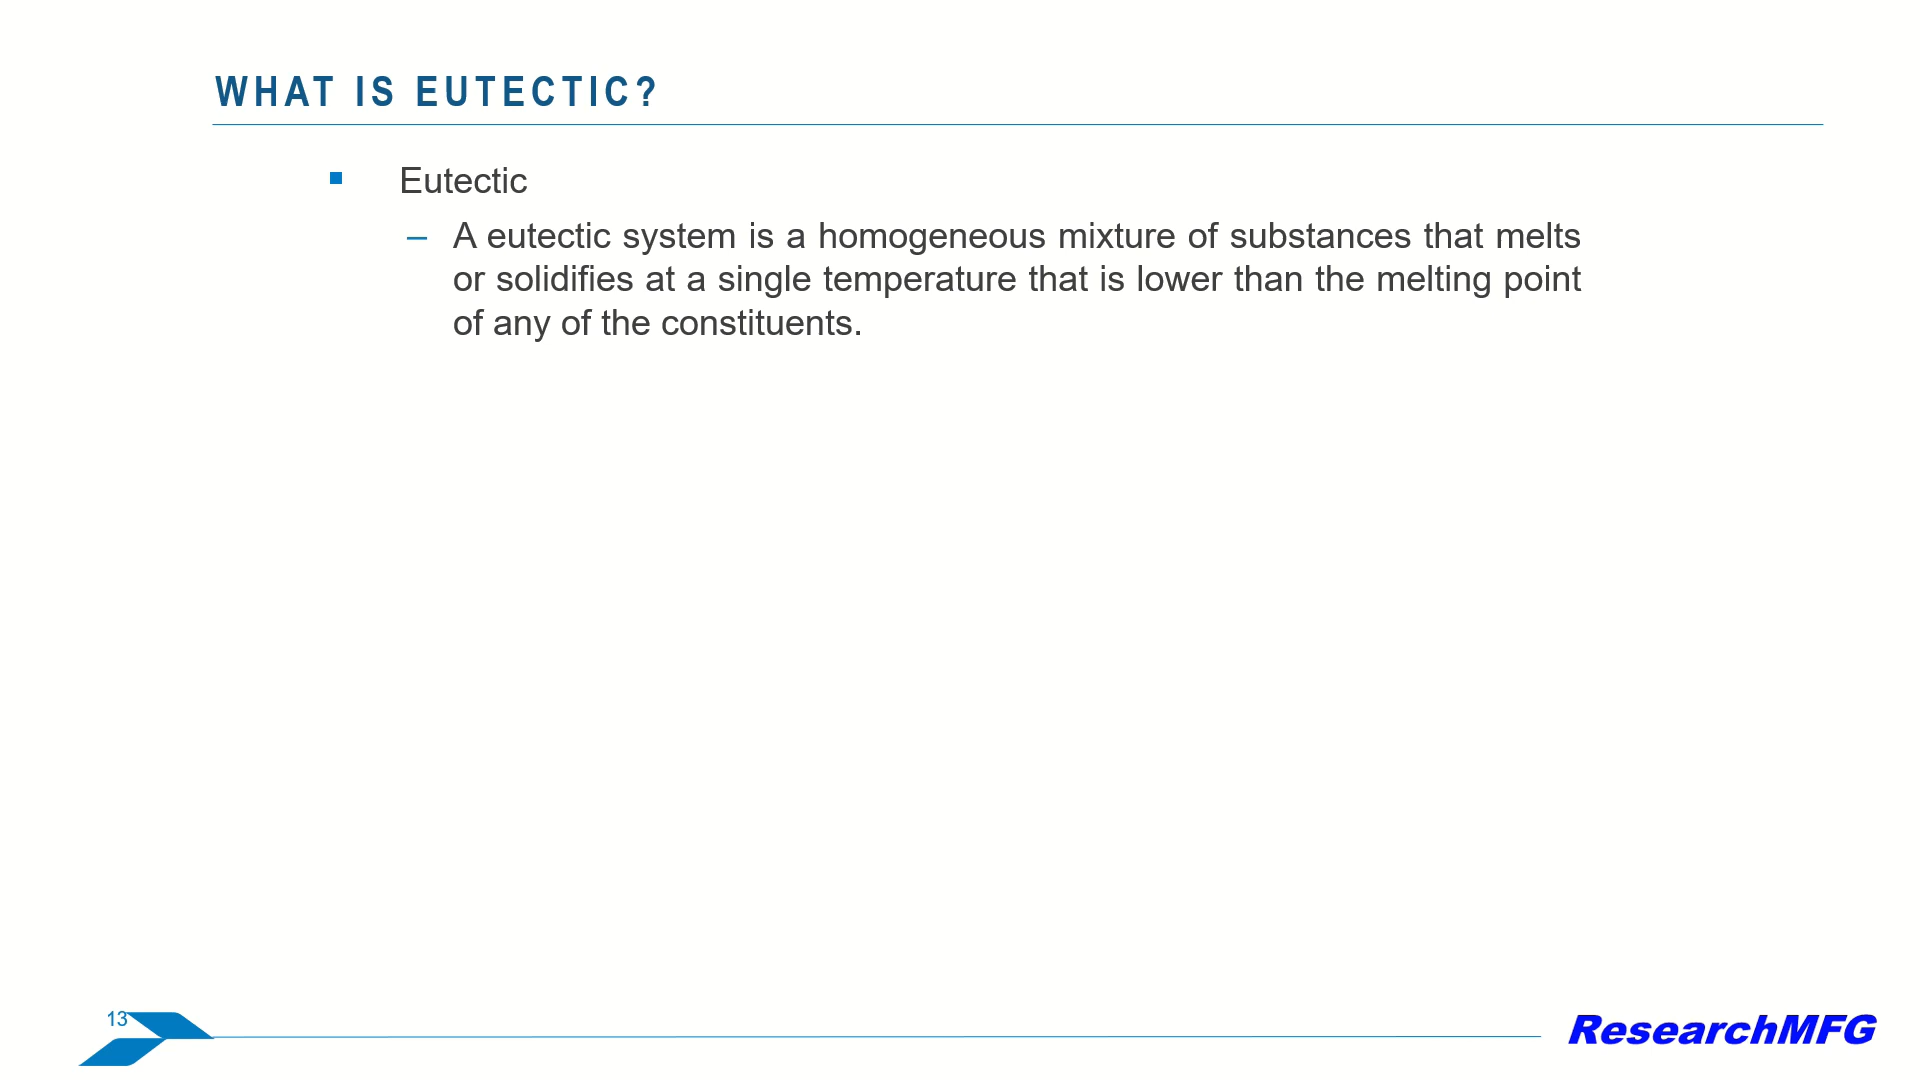 WHAT IS EUTECTIC?
Eutectic
– A eutectic system is a homogeneous mixture of substances that melts
or solidifies at a single temperature that is lower than the melting point
of any of the constituents.
13
ResearchMFG